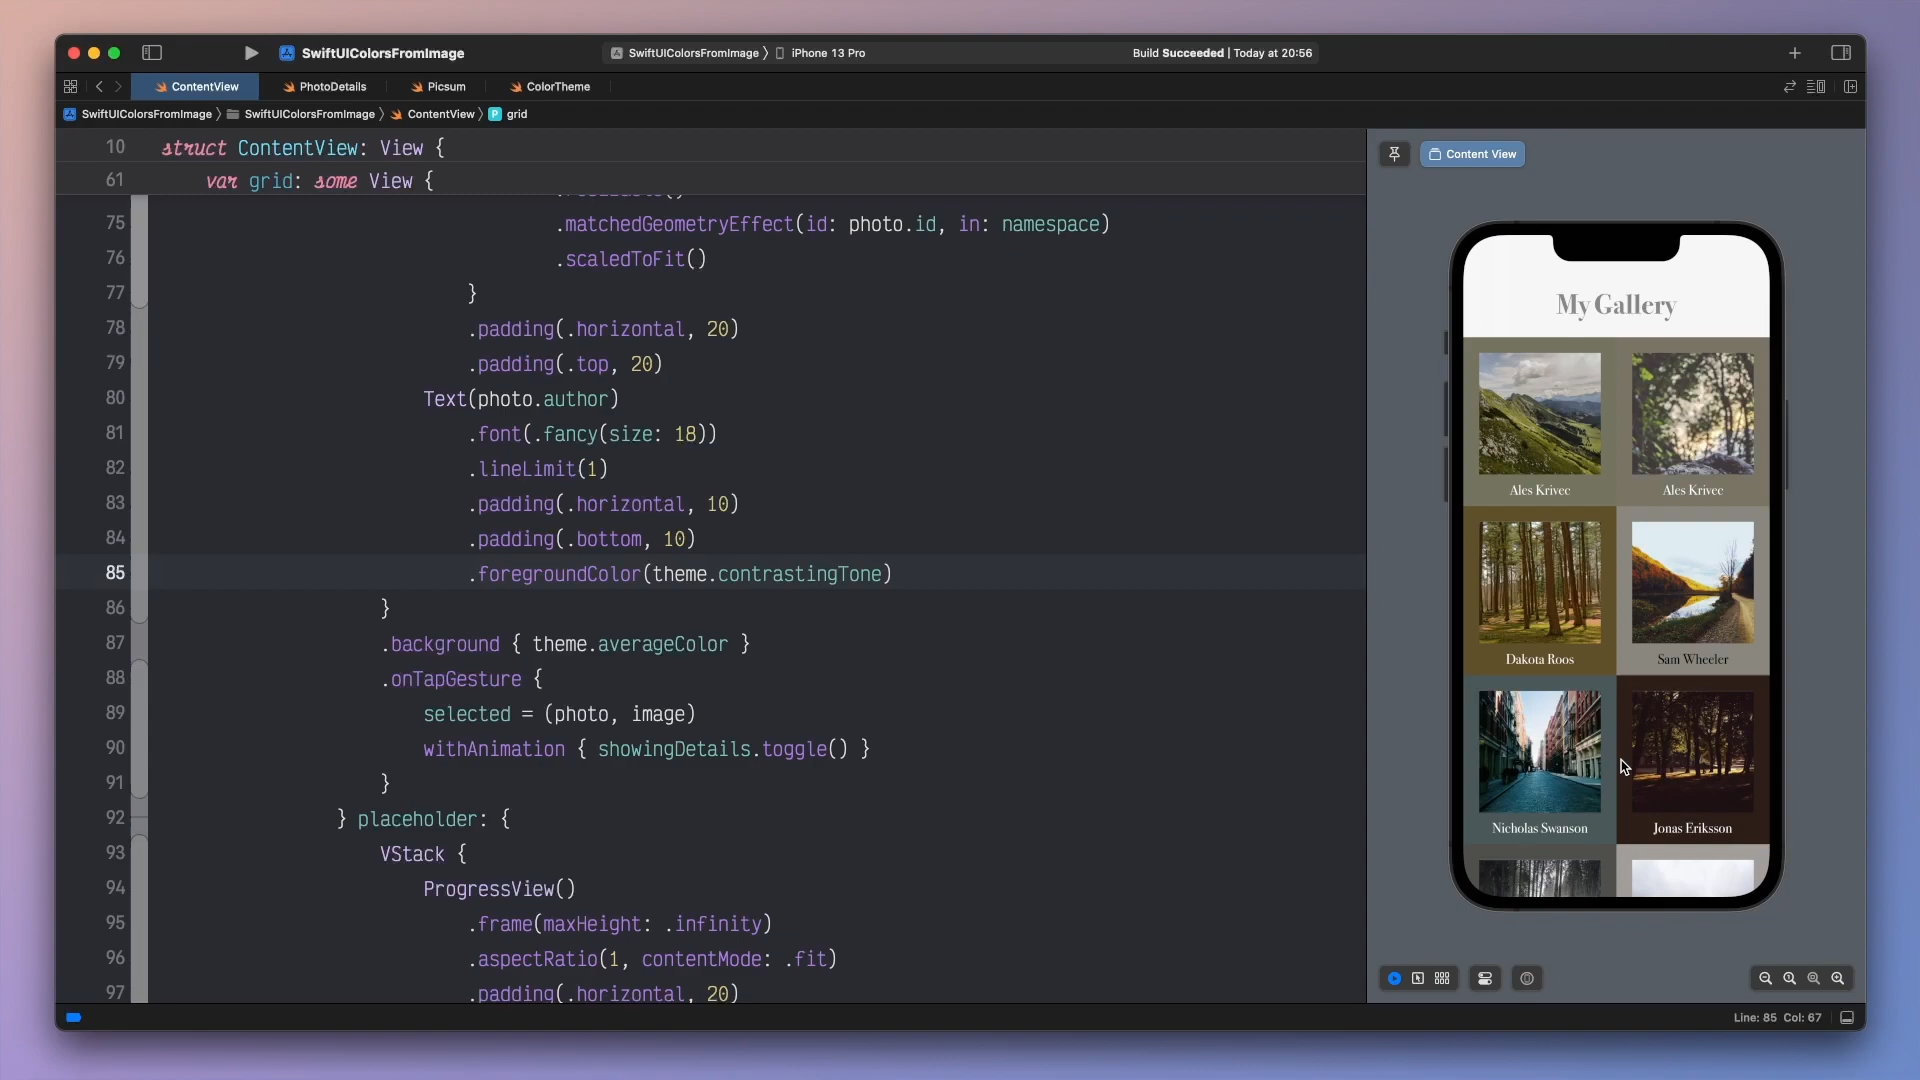 SwiftUIColorsFromImage
SwiftUIColorsFromImage 〉 iPhone 13 Pro
Build Succeeded | Today at 20:56
ContentView
PhotoDetails
Picsum
ColorTheme
SwiftUIColorsFromImage 〉 SwiftUIColorsFromImage 〉 ContentView 〉 P grid
10 struct ContentView: View {
61 var grid: some View {
75 .matchedGeometryEffect(id: photo.id, in: namespace)
76 .scaledToFit()
77 }
78 .padding(.horizontal, 20)
79 .padding(.top, 20)
80 Text(photo.author)
81 .font(.fancy(size: 18))
82 .lineLimit(1)
83 .padding(.horizontal, 10)
84 .padding(.bottom, 10)
85 .foregroundColor(theme.contrastingTone)
86 }
87 .background { theme.averageColor }
88 .onTapGesture {
89 selected = (photo, image)
90 withAnimation { showingDetails.toggle() }
91 }
92 } placeholder: {
93 VStack {
94 ProgressView()
95 .frame(maxHeight: .infinity)
96 .aspectRatio(1, contentMode: .fit)
97 .padding(.horizontal, 20)
Content View
My Gallery
Ales Krivec
Ales Krivec
Dakota Roos
Sam Wheeler
Nicholas Swanson
Jonas Eriksson
Line: 85 Col: 67